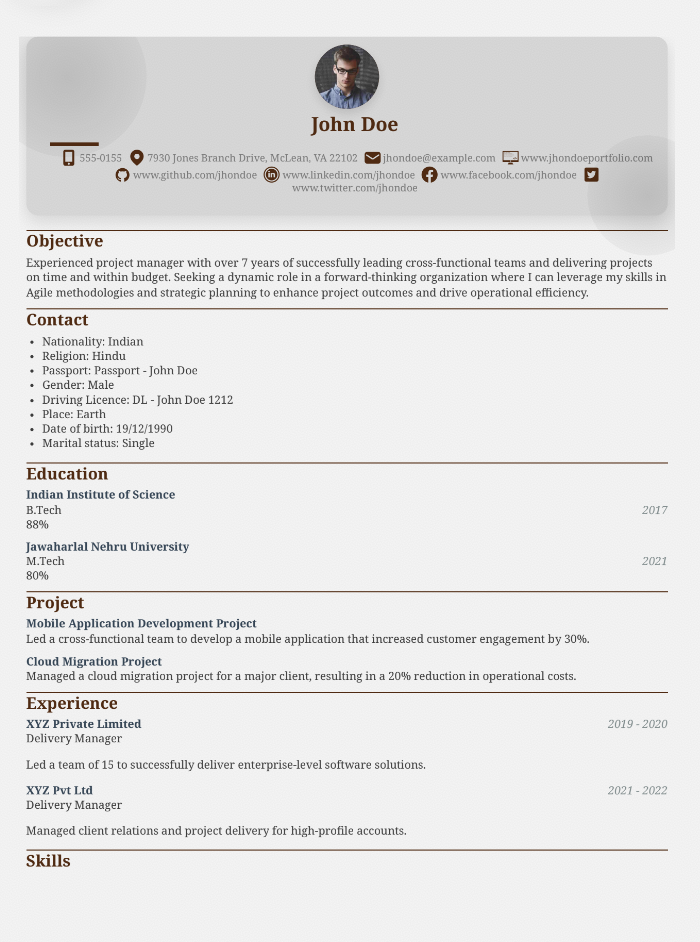 John Doe
555-0155 7930 Jones Branch Drive, McLean, VA 22102 jhondoe@example.com www.jhondoeportfolio.com
www.github.com/jhondoe www.linkedin.com/jhondoe www.facebook.com/jhondoe
www.twitter.com/jhondoe
Objective
Experienced project manager with over 7 years of successfully leading cross-functional teams and delivering projects
on time and within budget. Seeking a dynamic role in a forward-thinking organization where I can leverage my skills in
Agile methodologies and strategic planning to enhance project outcomes and drive operational efficiency.
Contact
• Nationality: Indian
• Religion: Hindu
• Passport: Passport - John Doe
• Gender: Male
• Driving Licence: DL - John Doe 1212
• Place: Earth
• Date of birth: 19/12/1990
• Marital status: Single
Education
Indian Institute of Science
B.Tech 2017
88%
Jawaharlal Nehru University
M.Tech 2021
80%
Project
Mobile Application Development Project
Led a cross-functional team to develop a mobile application that increased customer engagement by 30%.
Cloud Migration Project
Managed a cloud migration project for a major client, resulting in a 20% reduction in operational costs.
Experience
XYZ Private Limited 2019 - 2020
Delivery Manager
Led a team of 15 to successfully deliver enterprise-level software solutions.
XYZ Pvt Ltd 2021 - 2022
Delivery Manager
Managed client relations and project delivery for high-profile accounts.
Skills